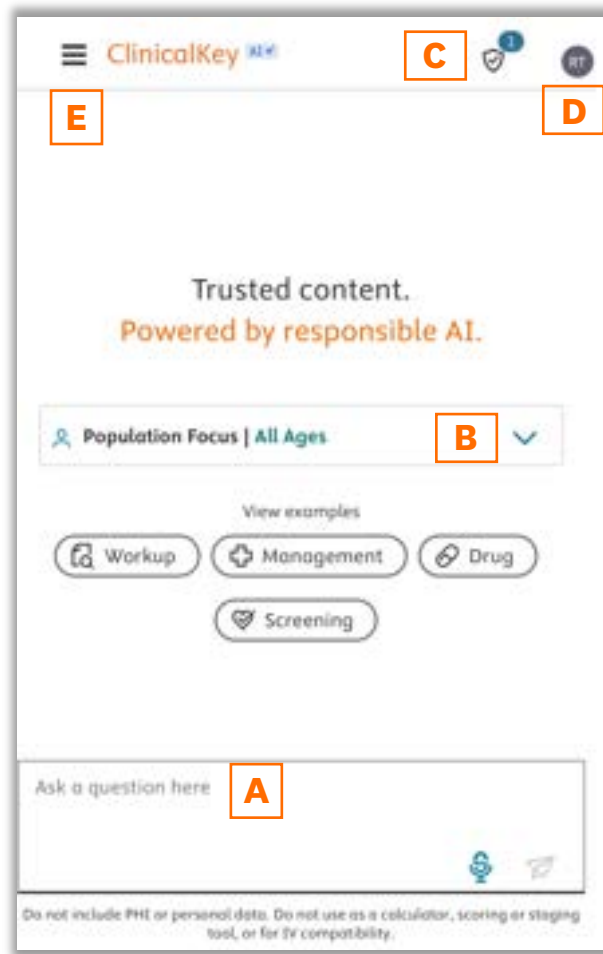 ClinicalKey AI
C
1
RT
E
D
Trusted content.
Powered by responsible AI.
Population Focus | All Ages
B
View examples
Workup
Management
Drug
Screening
Ask a question here
A
Do not include PHI or personal data. Do not use as a calculator, scoring or staging
tool, or for IV compatibility.